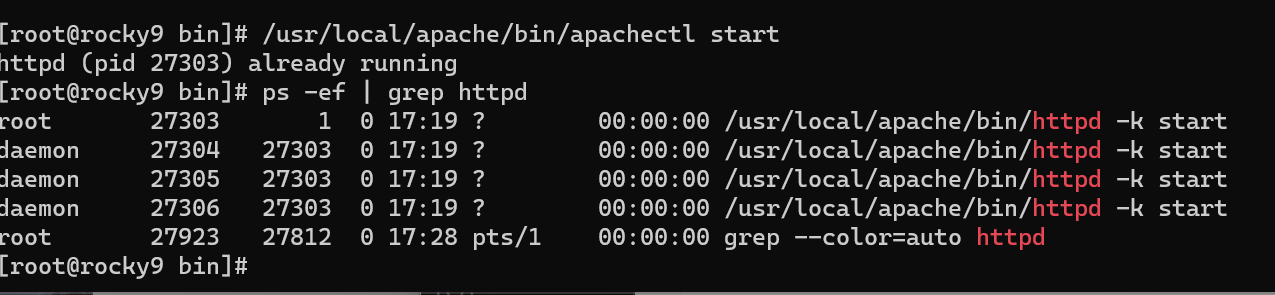 [root@rocky9 bin]# /usr/local/apache/bin/apachectl start
httpd (pid 27303) already running
[root@rocky9 bin]# ps -ef | grep httpd
root       27303       1  0 17:19 ?        00:00:00 /usr/local/apache/bin/httpd -k start
daemon     27304   27303  0 17:19 ?        00:00:00 /usr/local/apache/bin/httpd -k start
daemon     27305   27303  0 17:19 ?        00:00:00 /usr/local/apache/bin/httpd -k start
daemon     27306   27303  0 17:19 ?        00:00:00 /usr/local/apache/bin/httpd -k start
root       27923   27812  0 17:28 pts/1    00:00:00 grep --color=auto httpd
[root@rocky9 bin]#